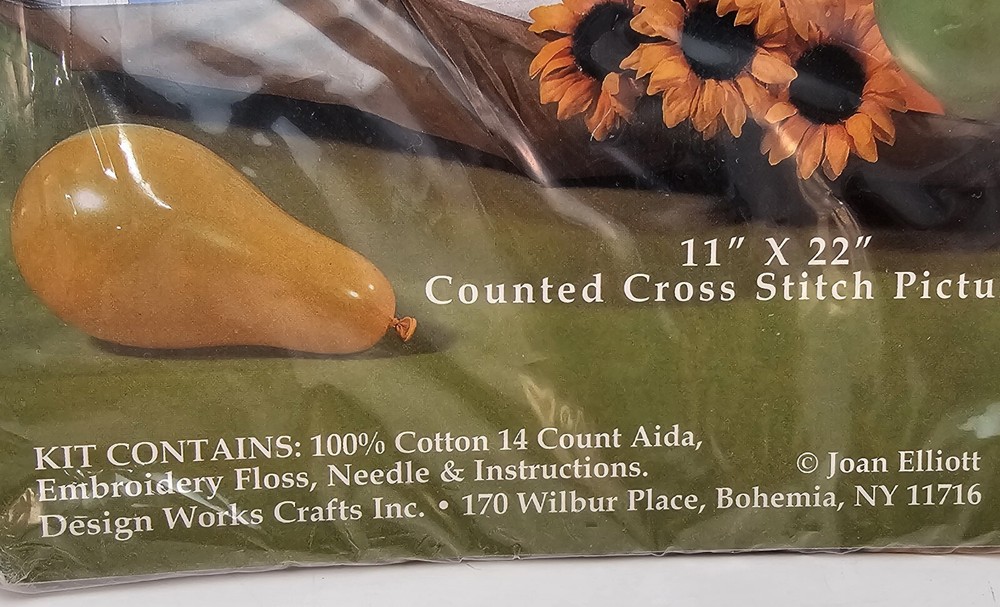 11" X 22"
Counted Cross Stitch Pictu
KIT CONTAINS: 100% Cotton 14 Count Aida,
Embroidery Floss, Needle & Instructions.
© Joan Elliott
Design Works Crafts Inc. • 170 Wilbur Place, Bohemia, NY 11716